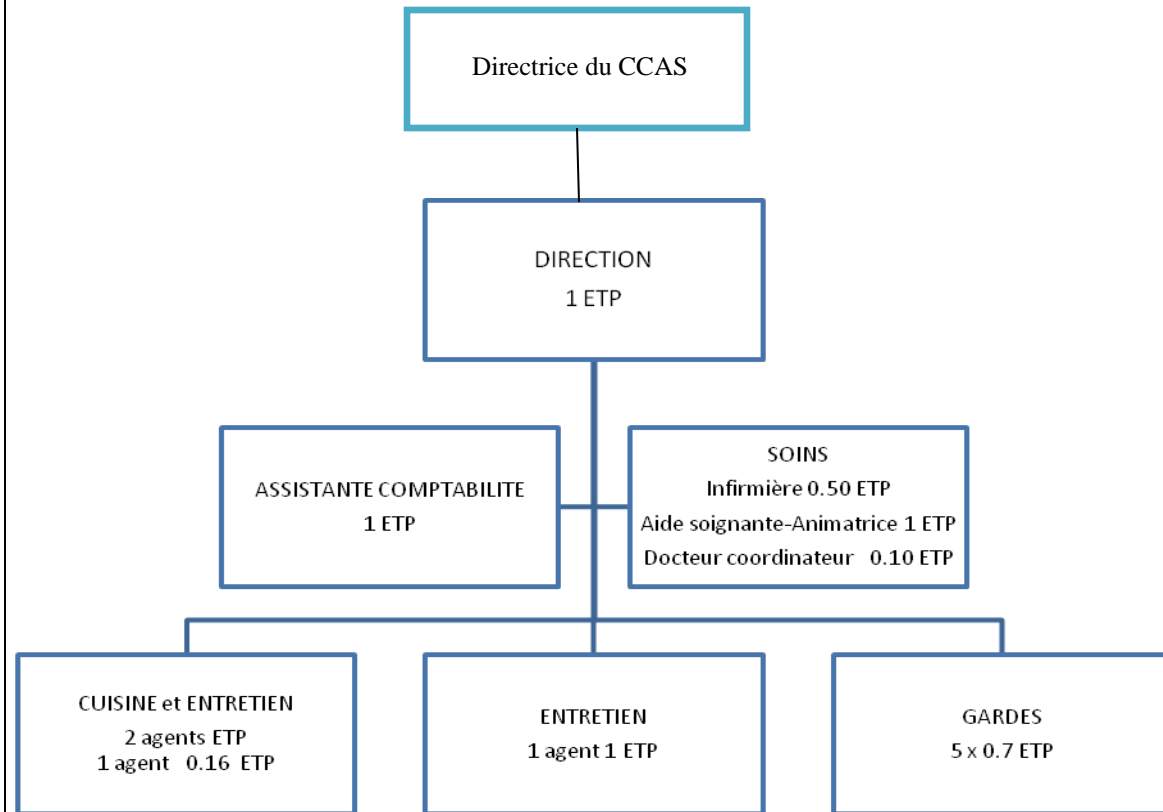 Directrice du CCAS
DIRECTION
1 ETP
ASSISTANTE COMPTABILITE
1 ETP
SOINS
Infirmière 0.50 ETP
Aide soignante-Animatrice 1 ETP
Docteur coordinateur 0.10 ETP
CUISINE et ENTRETIEN
2 agents ETP
1 agent 0.16 ETP
ENTRETIEN
1 agent 1 ETP
GARDES
5 x 0.7 ETP